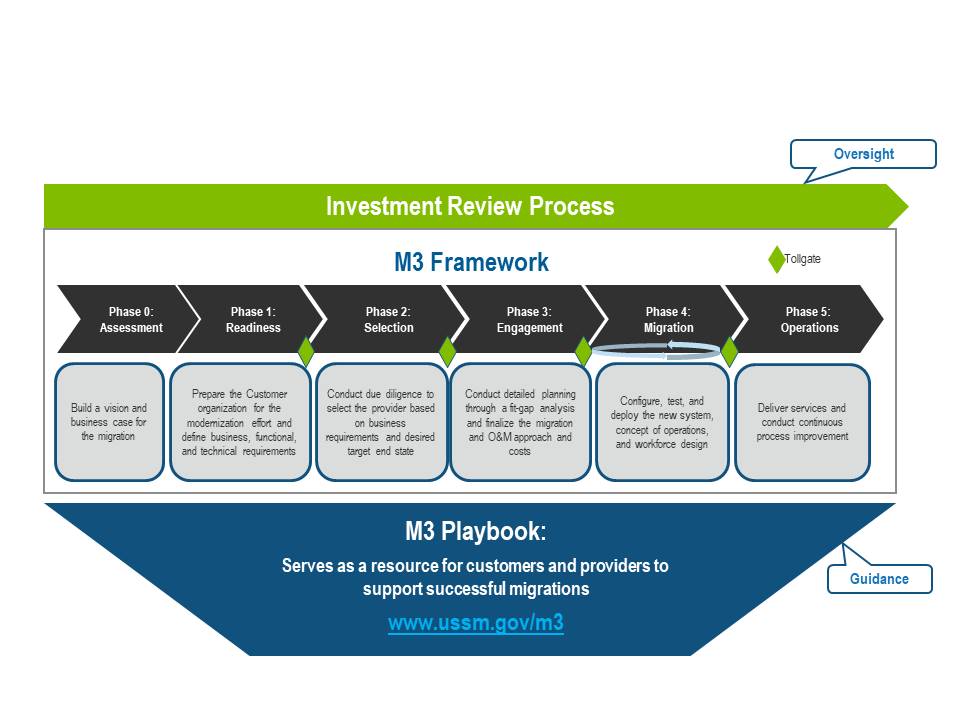 Oversight
Investment Review Process
M3 Framework
Tollgate
Phase 0:
Assessment
Phase 1:
Readiness
Phase 2:
Selection
Phase 3:
Engagement
Phase 4:
Migration
Phase 5:
Operations
Build a vision and
business case for
the migration
Prepare the Customer
organization for the
modernization effort and
define business, functional,
and technical requirements
Conduct due diligence to
select the provider based
on business
requirements and desired
target end state
Conduct detailed planning
through a fit-gap analysis
and finalize the migration
and O&M approach and
costs
Configure, test, and
deploy the new system,
concept of operations,
and workforce design
Deliver services and
conduct continuous
process improvement
M3 Playbook:
Serves as a resource for customers and providers to
support successful migrations
www.ussm.gov/m3
Guidance